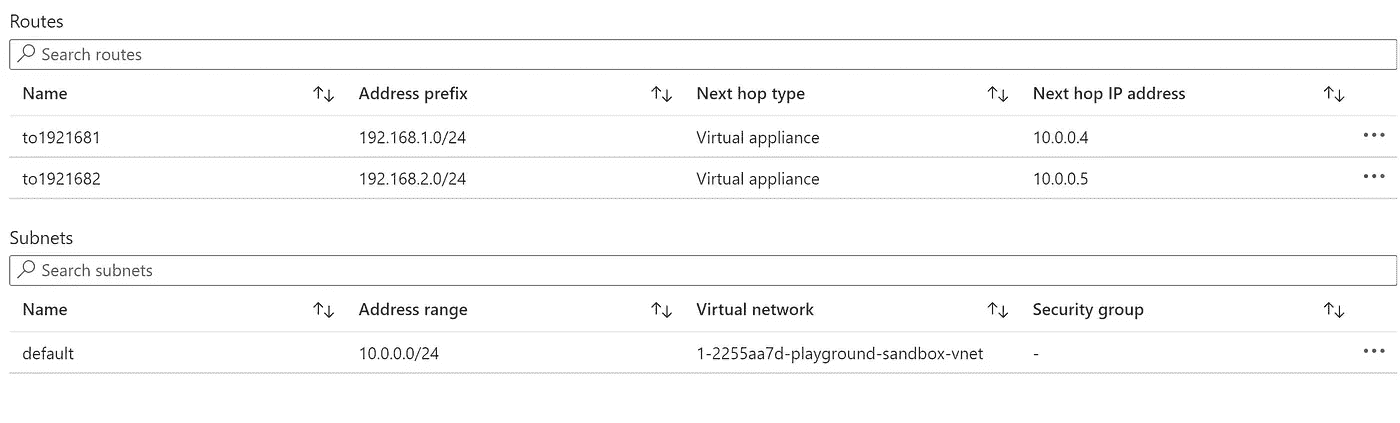 Routes
Search routes
Name Address prefix Next hop type Next hop IP address
to1921681 192.168.1.0/24 Virtual appliance 10.0.0.4
to1921682 192.168.2.0/24 Virtual appliance 10.0.0.5
Subnets
Search subnets
Name Address range Virtual network Security group
default 10.0.0.0/24 1-2255aa7d-playground-sandbox-vnet -